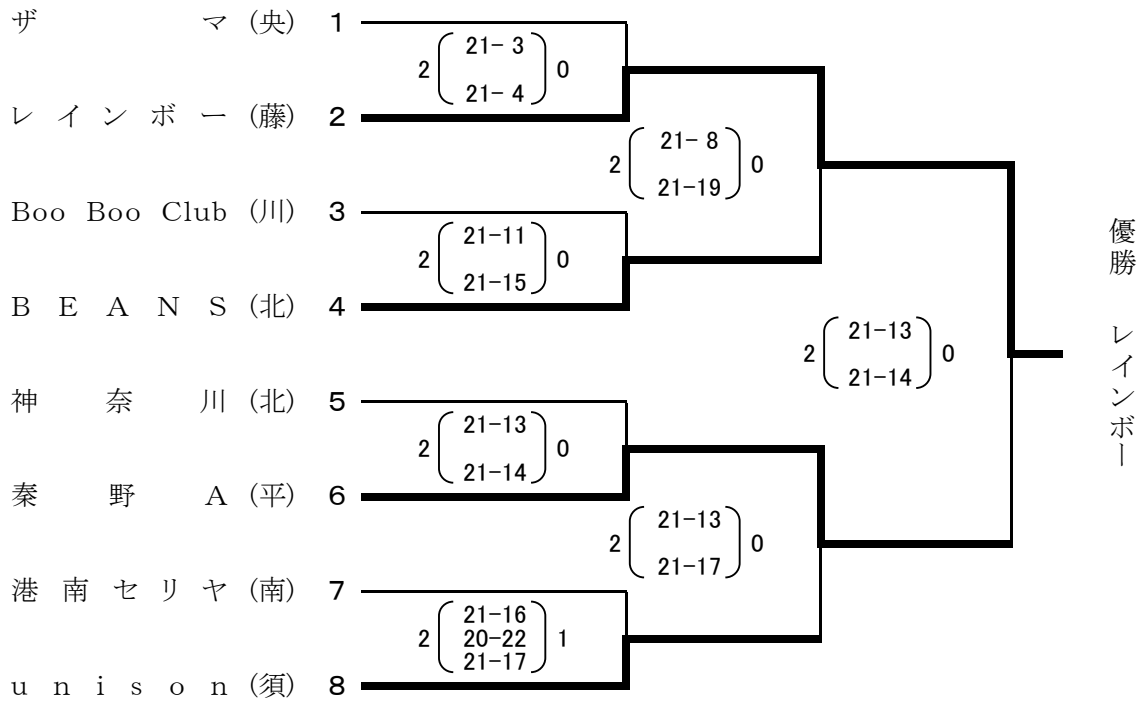 ザマ (央) 1
2 21- 3 0
21- 4
レインボー (藤) 2
2 21- 8 0
21-19
Boo Boo Club (川) 3
2 21-11 0
21-15
BEANS (北) 4
2 21-13 0
21-14
神奈川 (北) 5
2 21-13 0
21-14
秦野A (平) 6
2 21-13 0
21-17
港南セリヤ (南) 7
2 21-16 1
20-22
21-17
unison (須) 8
優勝 レインボー